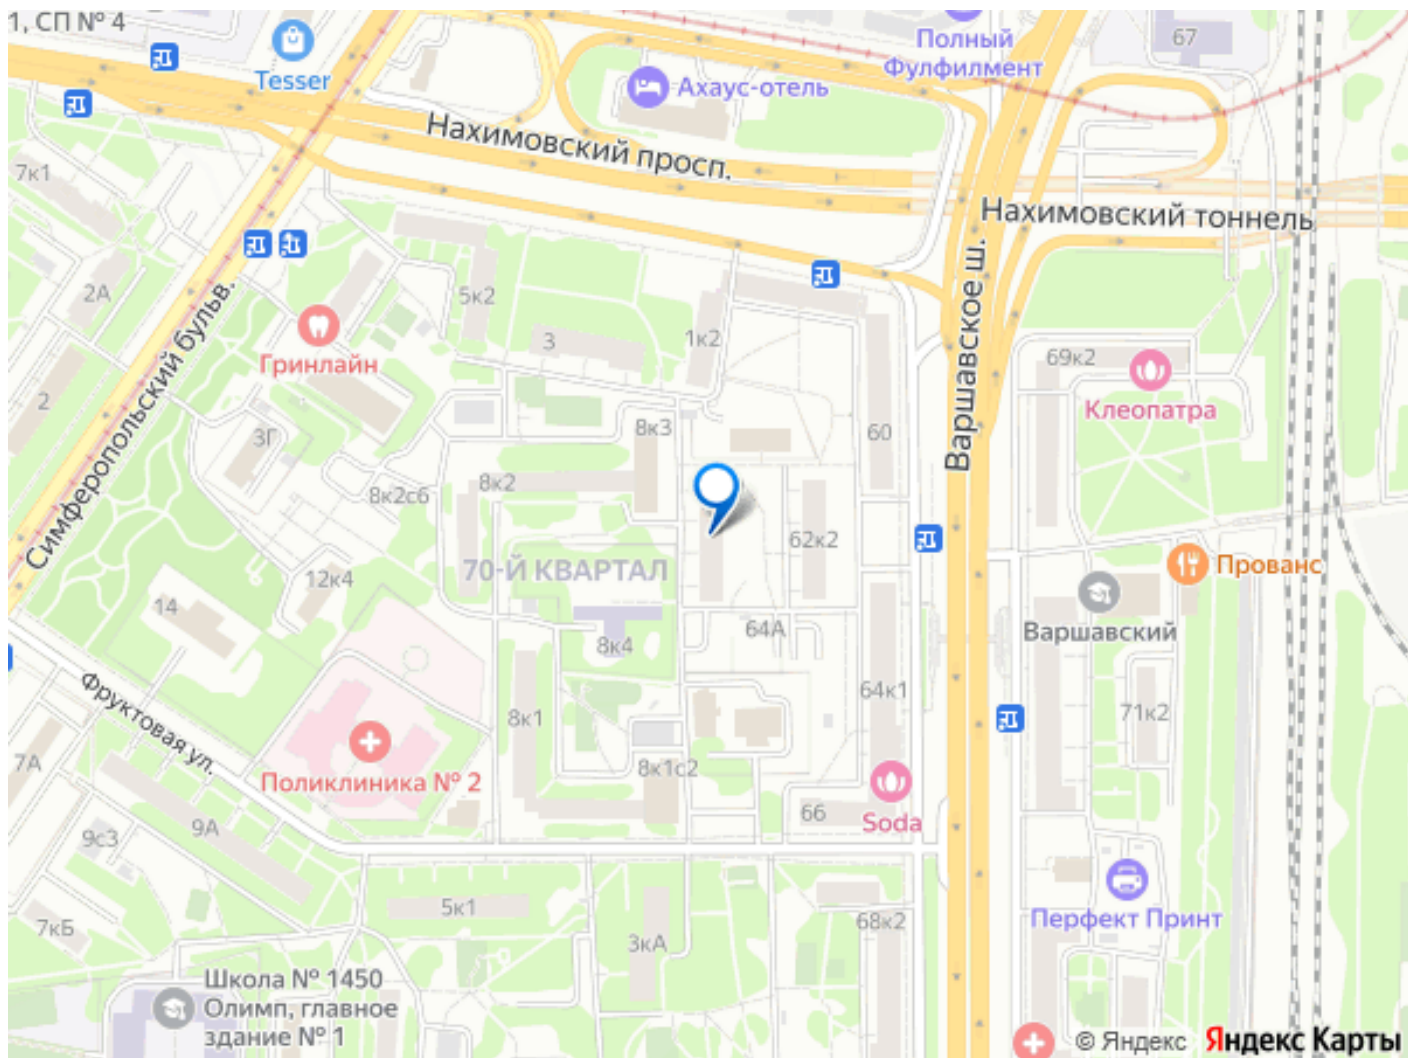 1, СП № 4
Tesser
Полный
Фулфилмент
67
Ахаус-отель
Нахимовский просп.
7к1
Нахимовский тоннель
Варшавское ш.
2А
5к2
Гринлайн
3
1к2
69к2
Клеопатра
Симферопольский бульв.
2
3Г
8к3
60
8к2
8к2с6
62к2
70-Й КВАРТАЛ
Прованс
12к4
14
64А
Варшавский
8к4
Фруктовая ул.
64к1
8к1
71к2
7А
Поликлиника № 2
8к1с2
66
Soda
9А
9с3
5к1
Перфект Принт
7кБ
3кА
68к2
Школа № 1450
Олимп, главное
здание № 1
© Яндекс Яндекс Карты